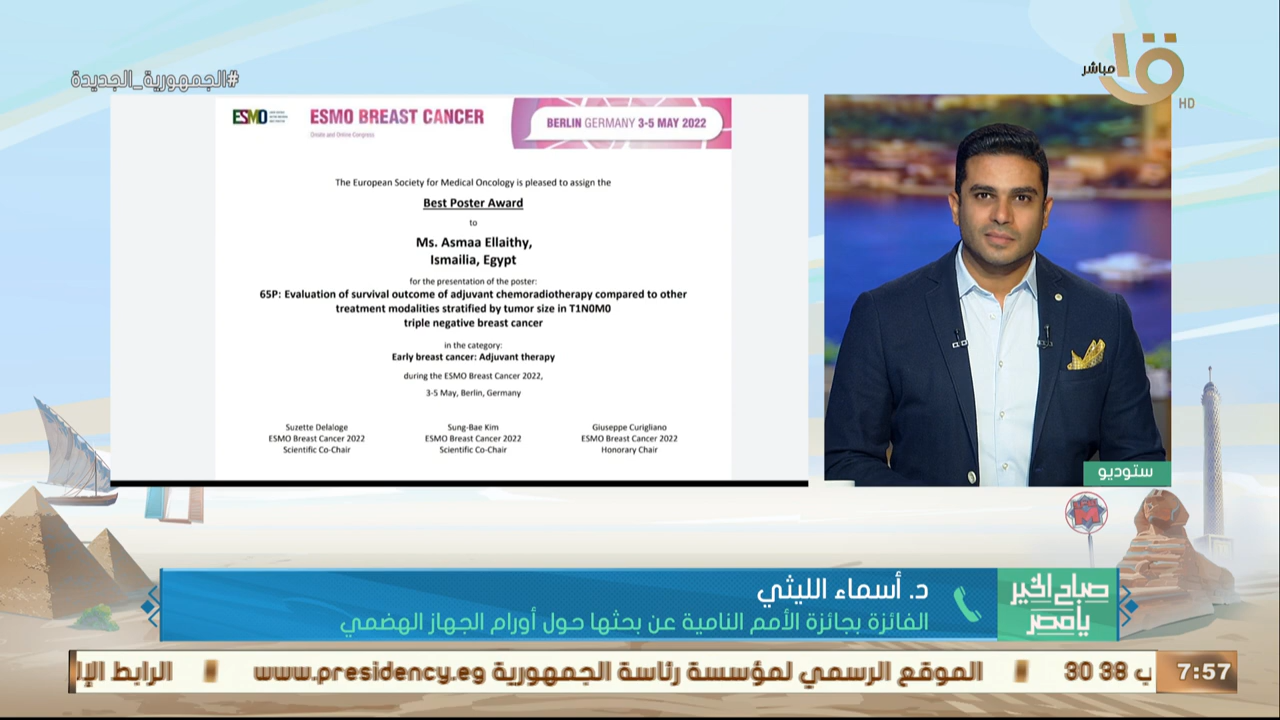 #الجمهورية_الجديدة
مباشر
HD
ESMO
ESMO BREAST CANCER
Onsite and Online Congress
BERLIN GERMANY 3-5 MAY 2022
The European Society for Medical Oncology is pleased to assign the
Best Poster Award
to
Ms. Asmaa Ellaithy,
Ismailia, Egypt
for the presentation of the poster:
65P: Evaluation of survival outcome of adjuvant chemoradiotherapy compared to other
treatment modalities stratified by tumor size in T1N0M0
triple negative breast cancer
in the category:
Early breast cancer: Adjuvant therapy
during the ESMO Breast Cancer 2022,
3-5 May, Berlin, Germany
Suzette Delaloge
ESMO Breast Cancer 2022
Scientific Co-Chair
Sung-Bae Kim
ESMO Breast Cancer 2022
Scientific Co-Chair
Giuseppe Curigliano
ESMO Breast Cancer 2022
Honorary Chair
ستوديو
صباح الخير
يا مصر
د. أسماء الليثي
الفائزة بجائزة الأمم النامية عن بحثها حول أورام الجهاز الهضمي
ب 38 30 الموقع الرسمي لمؤسسة رئاسة الجمهورية www.presidency.eg الرابط الإ
7:57